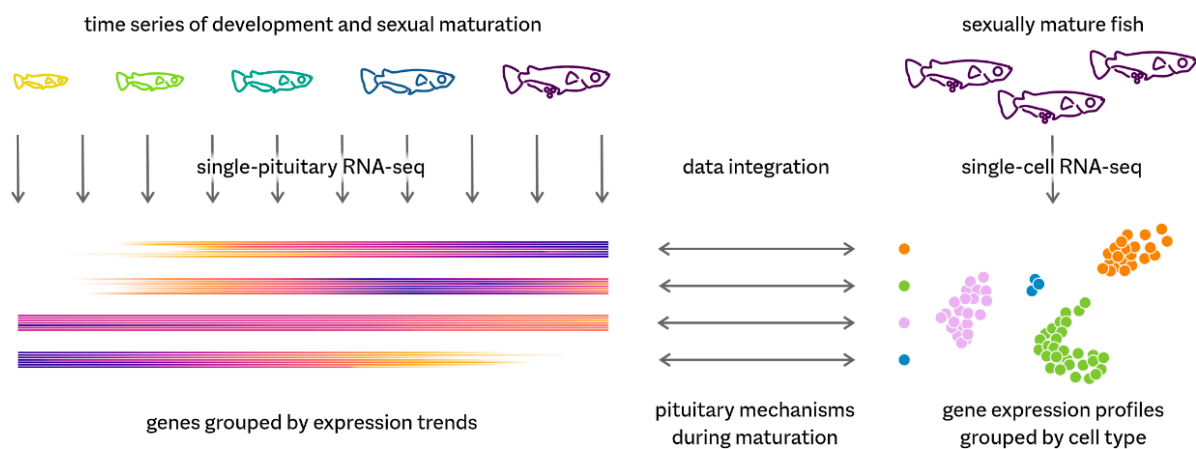 time series of development and sexual maturation
sexually mature fish
single-pituitary RNA-seq
data integration
single-cell RNA-seq
genes grouped by expression trends
pituitary mechanisms
during maturation
gene expression profiles
grouped by cell type